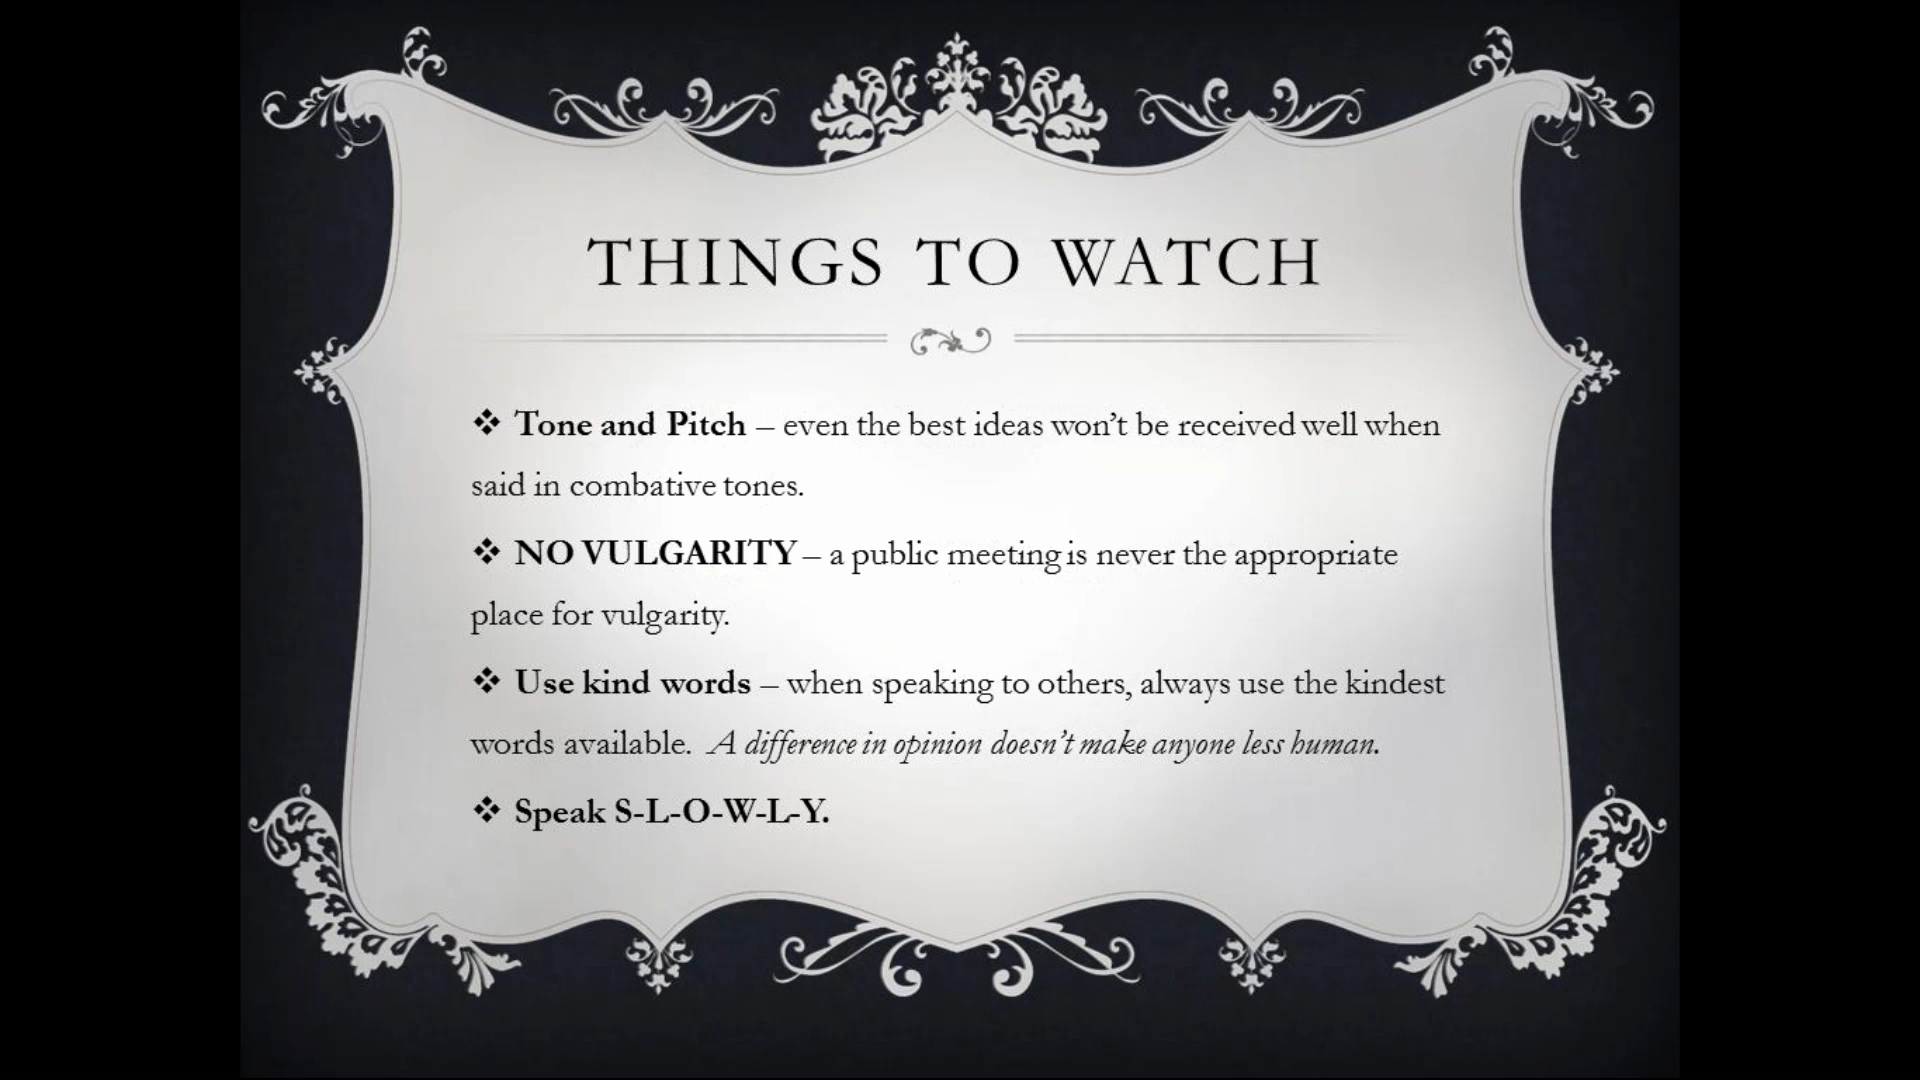 THINGS TO WATCH
❖ Tone and Pitch – even the best ideas won’t be received well when
said in combative tones.
❖ NO VULGARITY – a public meeting is never the appropriate
place for vulgarity.
❖ Use kind words – when speaking to others, always use the kindest
words available. A difference in opinion doesn’t make anyone less human.
❖ Speak S-L-O-W-L-Y.